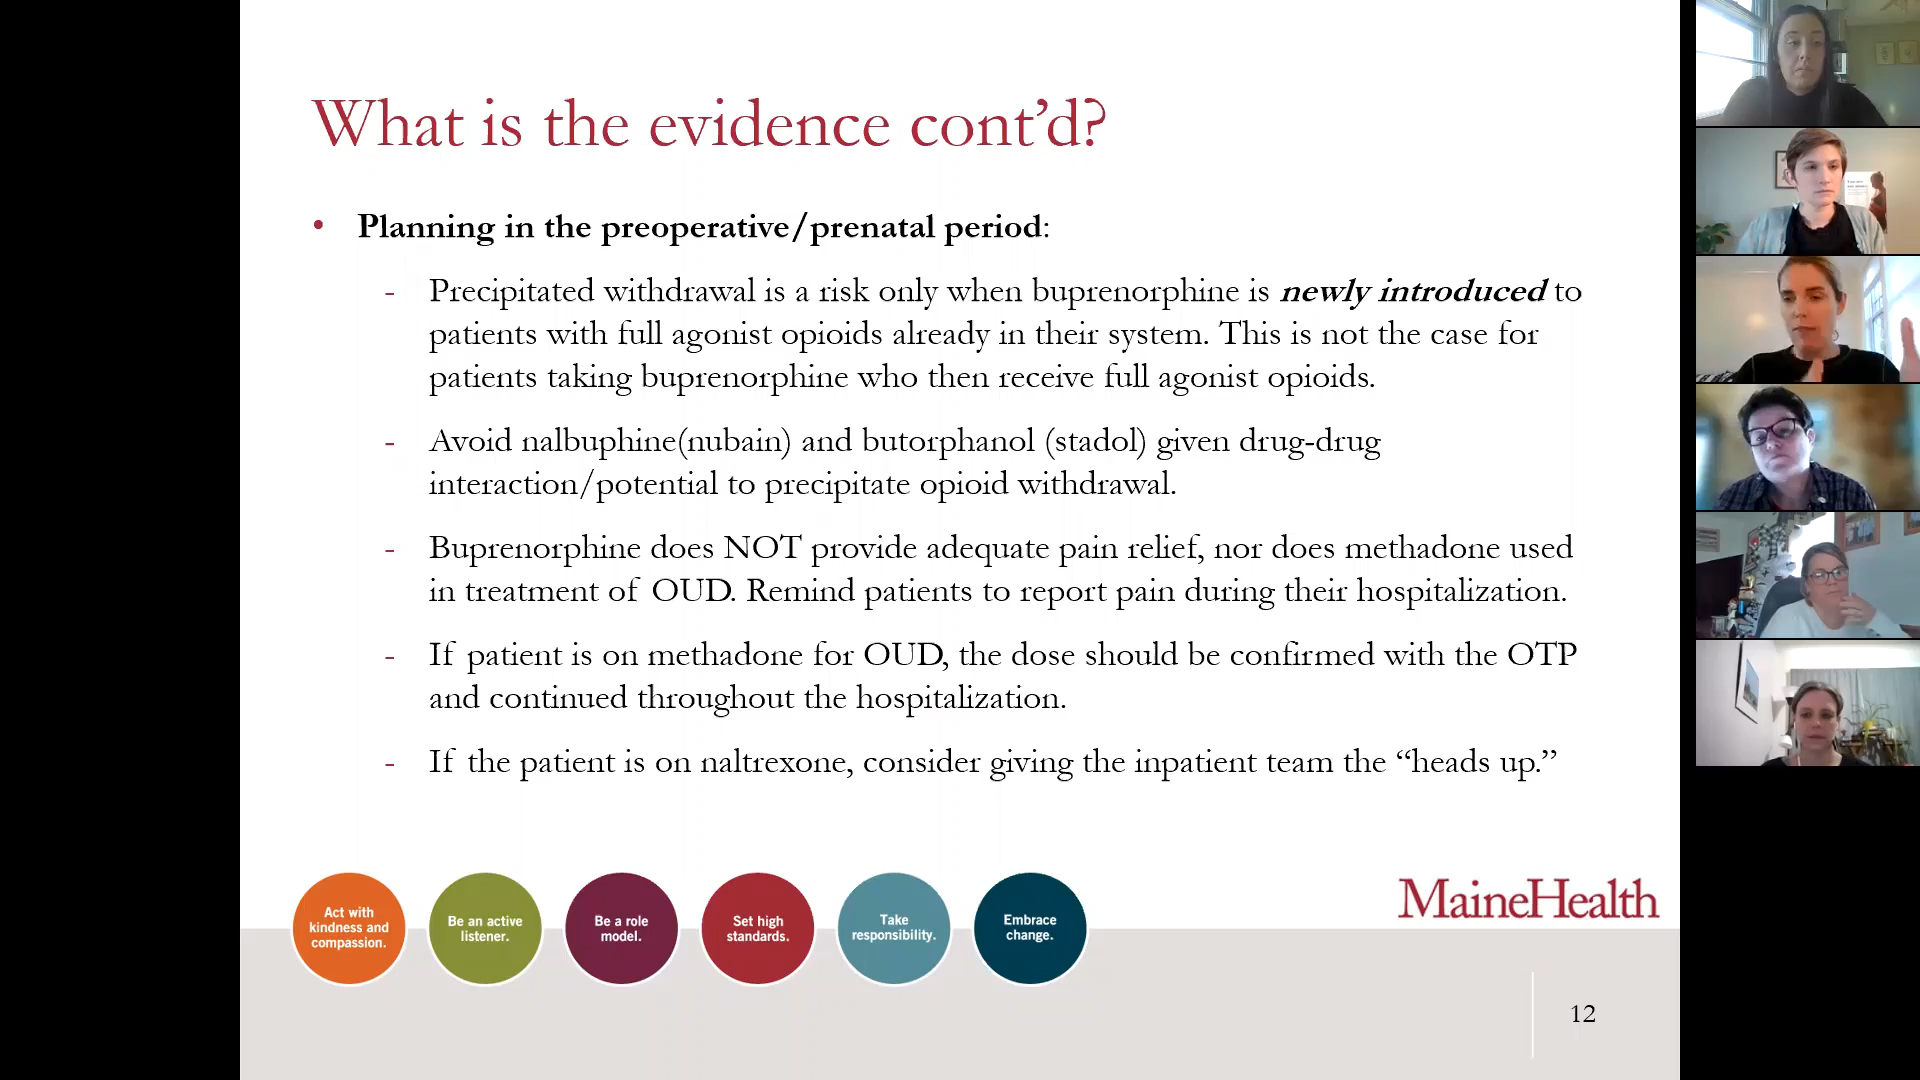 What is the evidence cont’d?
• Planning in the preoperative/prenatal period:
- Precipitated withdrawal is a risk only when buprenorphine is newly introduced to
patients with full agonist opioids already in their system. This is not the case for
patients taking buprenorphine who then receive full agonist opioids.
- Avoid nalbuphine(nubain) and butorphanol (stadol) given drug-drug
interaction/potential to precipitate opioid withdrawal.
- Buprenorphine does NOT provide adequate pain relief, nor does methadone used
in treatment of OUD. Remind patients to report pain during their hospitalization.
- If patient is on methadone for OUD, the dose should be confirmed with the OTP
and continued throughout the hospitalization.
- If the patient is on naltrexone, consider giving the inpatient team the “heads up.”
Act with
kindness and
compassion.
Be an active
listener.
Be a role
model.
Set high
standards.
Take
responsibility.
Embrace
change.
MaineHealth
12